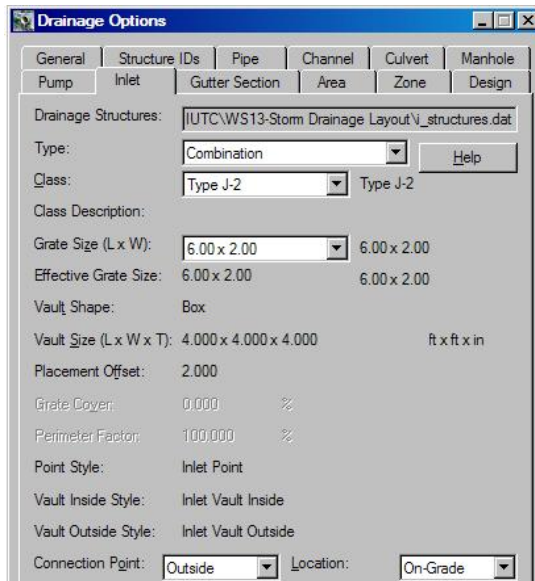 Drainage Options
General Structure IDs Pipe Channel Culvert Manhole
Pump Inlet Gutter Section Area Zone Design
Drainage Structures: IUTC\WS13-Storm Drainage Layout\i_structures.dat
Type: Combination Help
Class: Type J-2 Type J-2
Class Description:
Grate Size (L x W): 6.00 x 2.00 6.00 x 2.00
Effective Grate Size: 6.00 x 2.00 6.00 x 2.00
Vault Shape: Box
Vault Size (L x W x T): 4.000 x 4.000 x 4.000 ft x ft x in
Placement Offset: 2.000
Grate Cover: 0.000 %
Perimeter Factor: 100.000 %
Point Style: Inlet Point
Vault Inside Style: Inlet Vault Inside
Vault Outside Style: Inlet Vault Outside
Connection Point: Outside Location: On-Grade